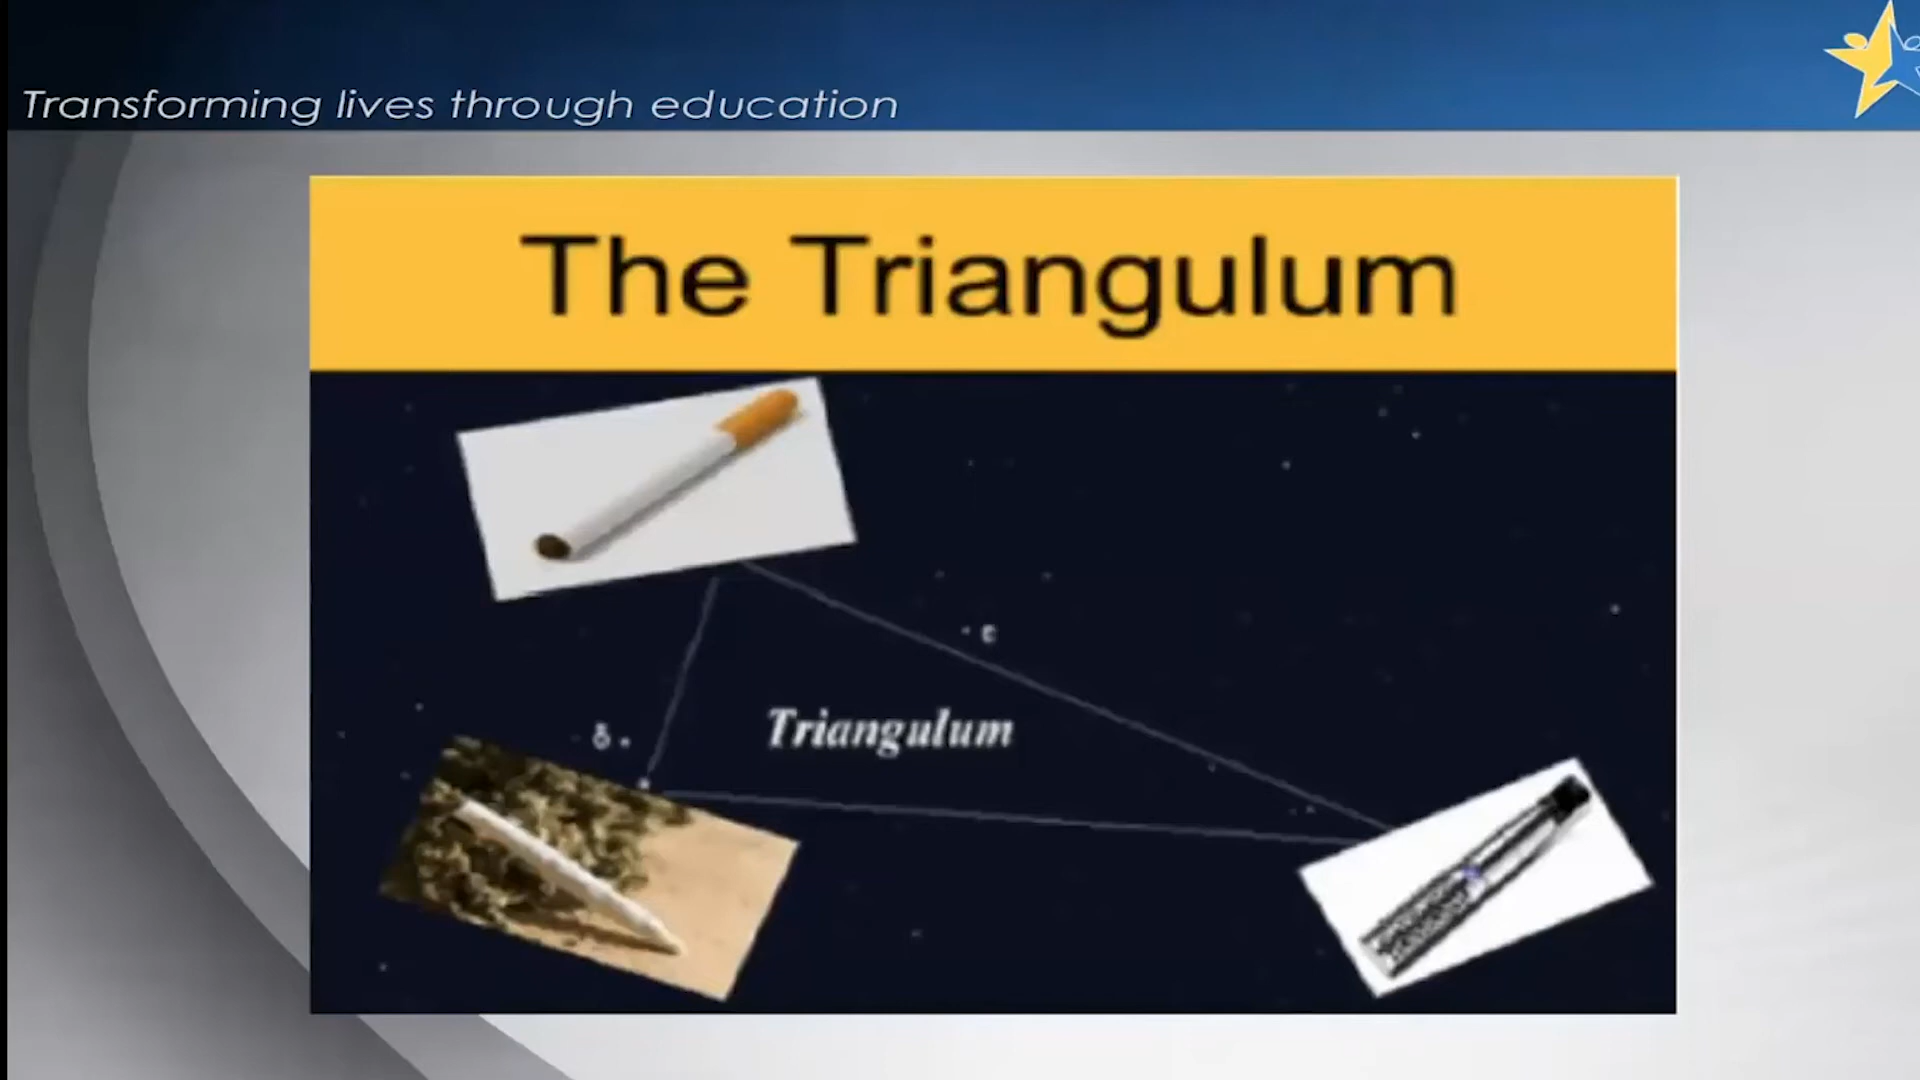 Transforming lives through education
The Triangulum
ε
δ
Triangulum